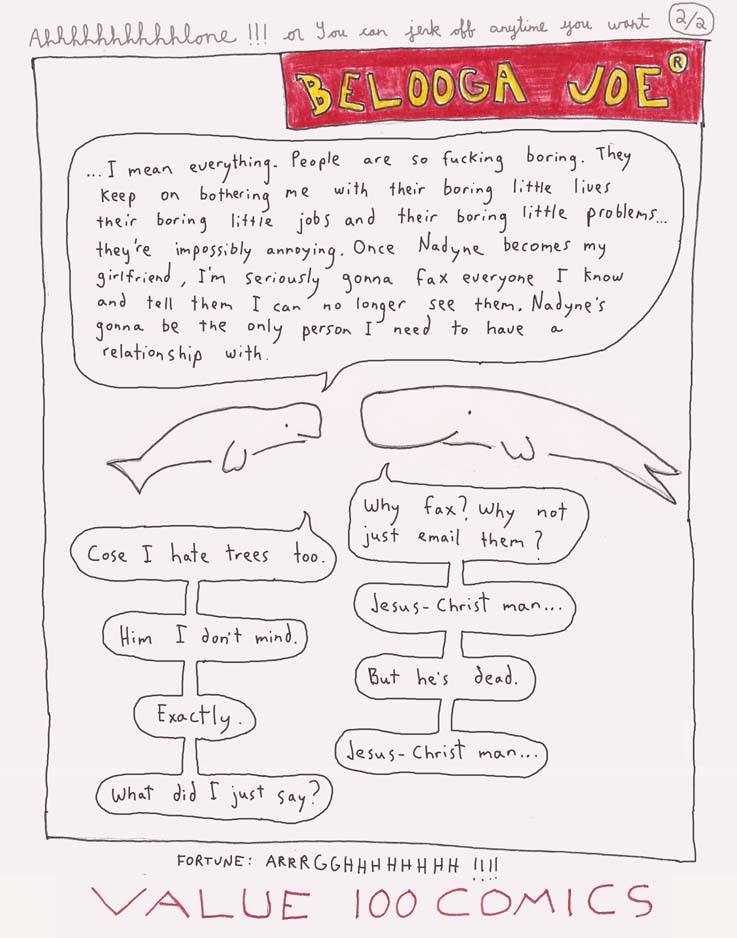 Ahhhhhhhhhhlone !!! or You can jerk off anytime you want 2/2
BELOOGA JOE ®
...I mean everything. People are so fucking boring. They
keep on bothering me with their boring little lives
their boring little jobs and their boring little problems...
they're impossibly annoying. Once Nadyne becomes my
girlfriend, I'm seriously gonna fax everyone I know
and tell them I can no longer see them. Nadyne's
gonna be the only person I need to have a
relationship with.
Why fax? Why not
just email them?
Cose I hate trees too.
Jesus-Christ man...
Him I don't mind.
But he's dead.
Exactly.
Jesus-Christ man...
What did I just say?
FORTUNE: ARRRGGHHHHHHHH !!!!
VALUE 100 COMICS